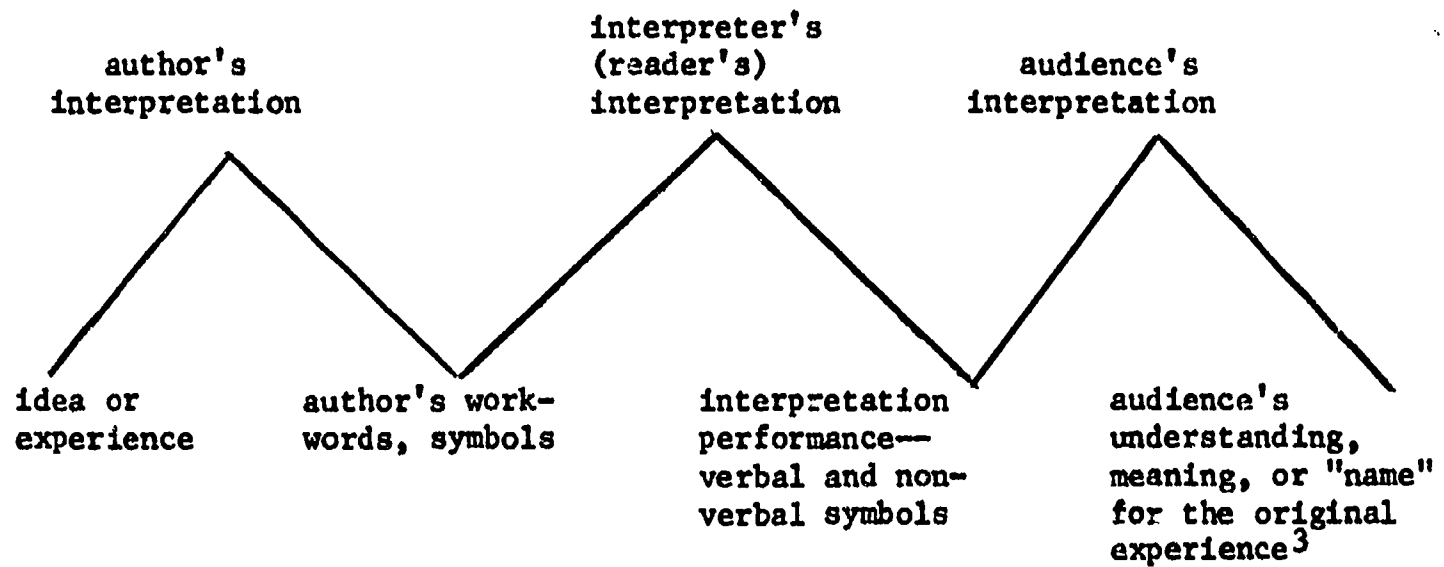 author's
interpretation
interpreter's
(reader's)
interpretation
audience's
interpretation
idea or
experience
author's work-
words, symbols
interpretation
performance--
verbal and non-
verbal symbols
audience's
understanding,
meaning, or "name"
for the original
experience3